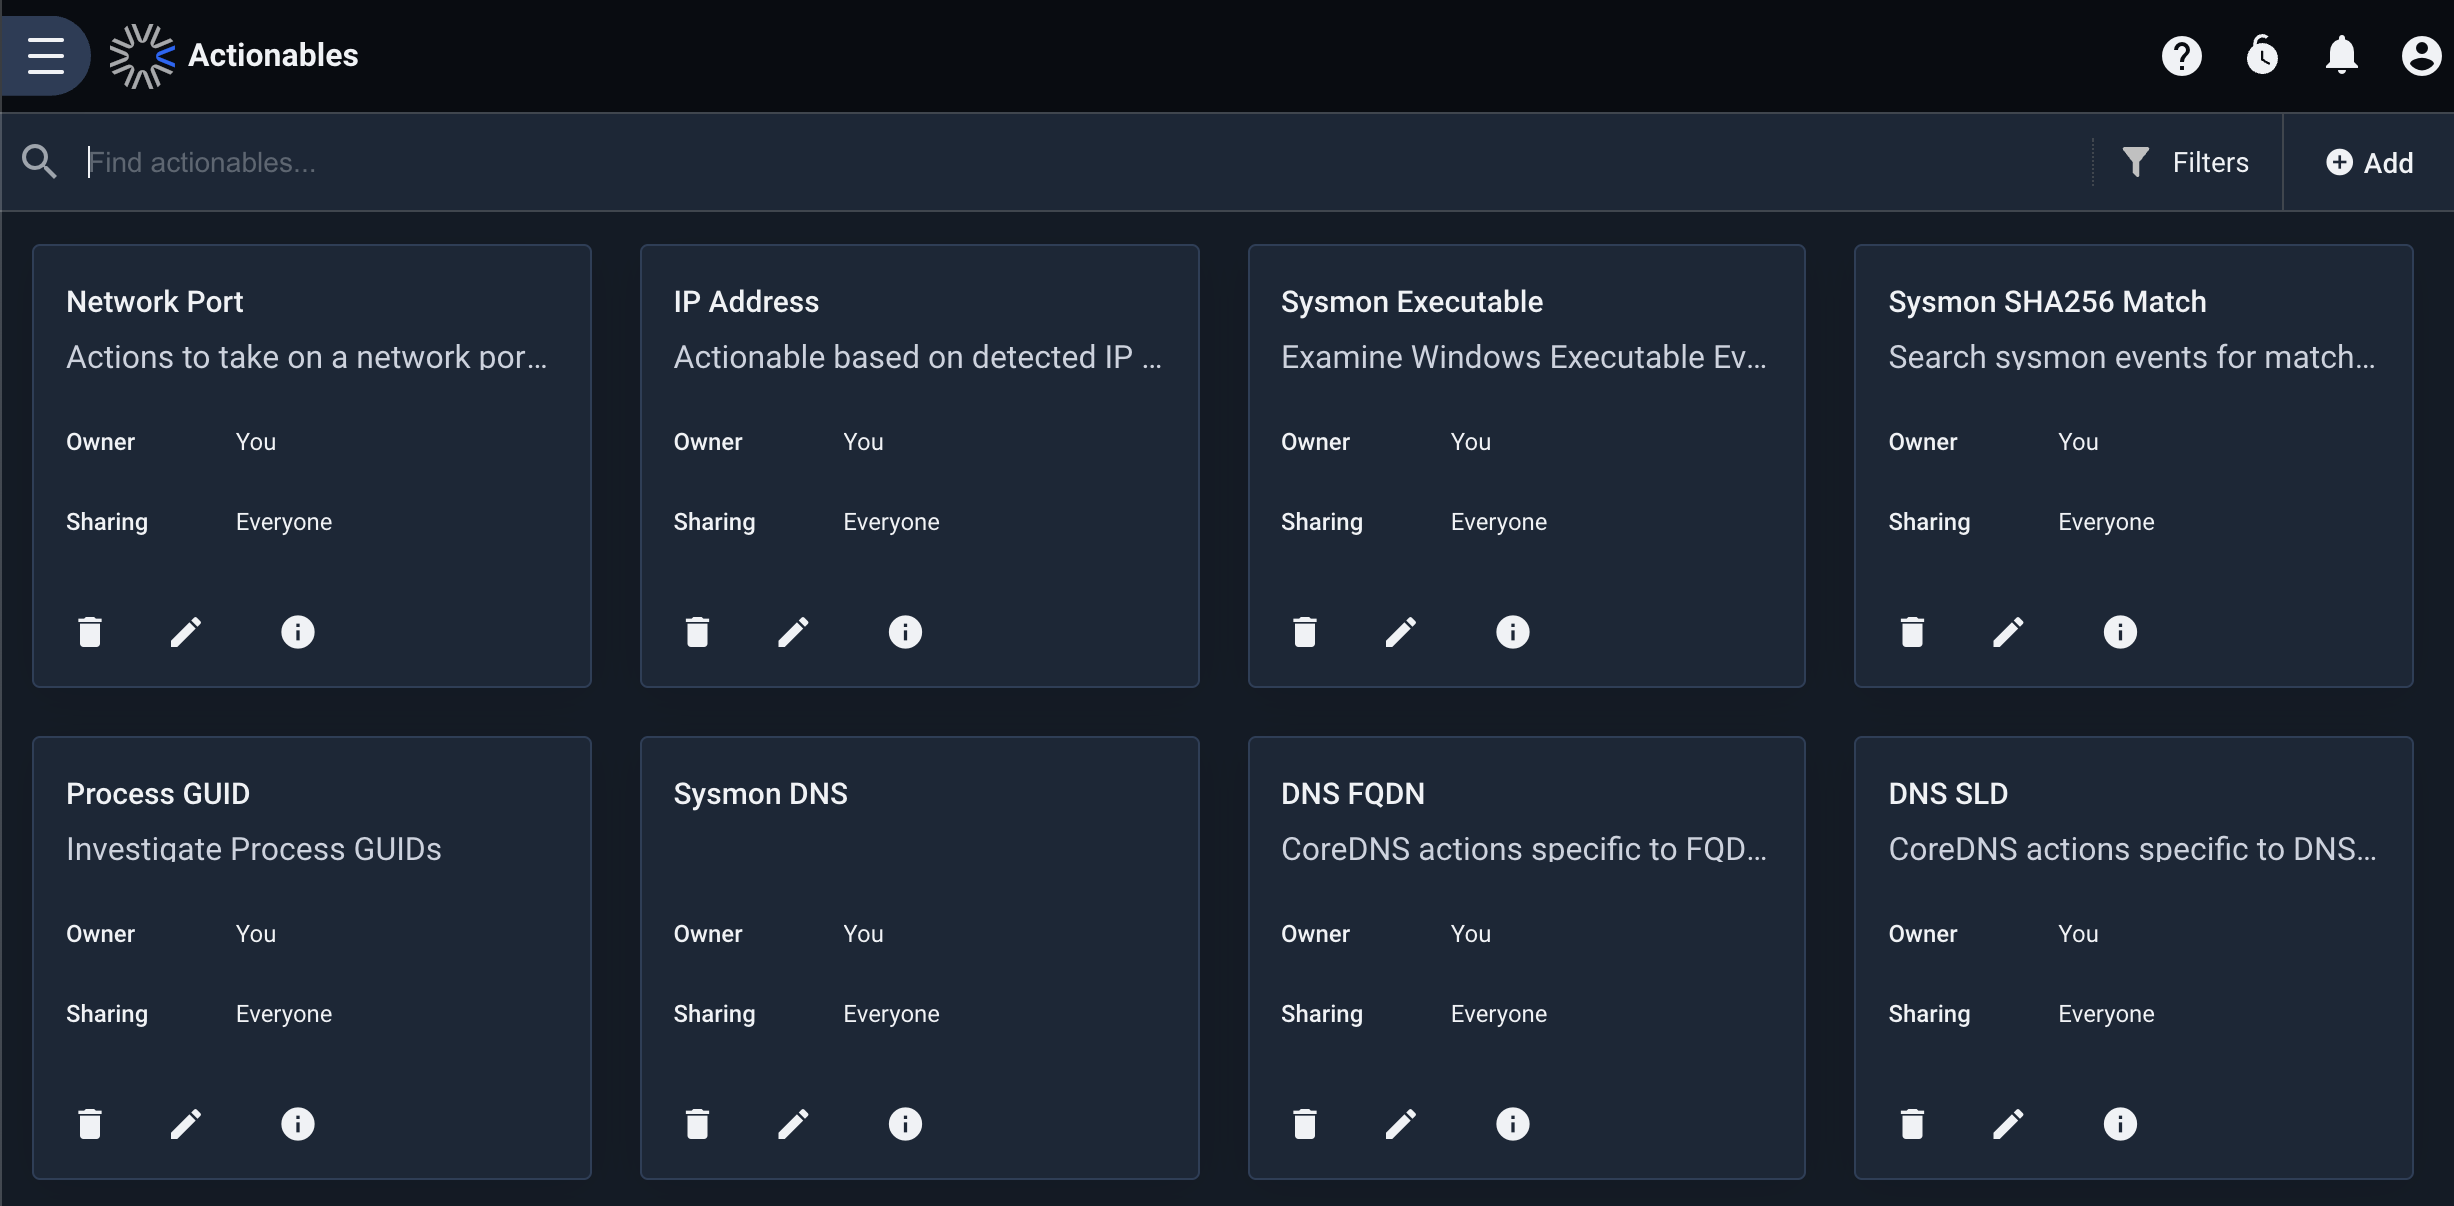 Actionables
Find actionables...
Filters
Add
Network Port
Actions to take on a network por...
Owner You
Sharing Everyone
IP Address
Actionable based on detected IP ...
Owner You
Sharing Everyone
Sysmon Executable
Examine Windows Executable Ev...
Owner You
Sharing Everyone
Sysmon SHA256 Match
Search sysmon events for match...
Owner You
Sharing Everyone
Process GUID
Investigate Process GUIDs
Owner You
Sharing Everyone
Sysmon DNS
Owner You
Sharing Everyone
DNS FQDN
CoreDNS actions specific to FQD...
Owner You
Sharing Everyone
DNS SLD
CoreDNS actions specific to DNS...
Owner You
Sharing Everyone